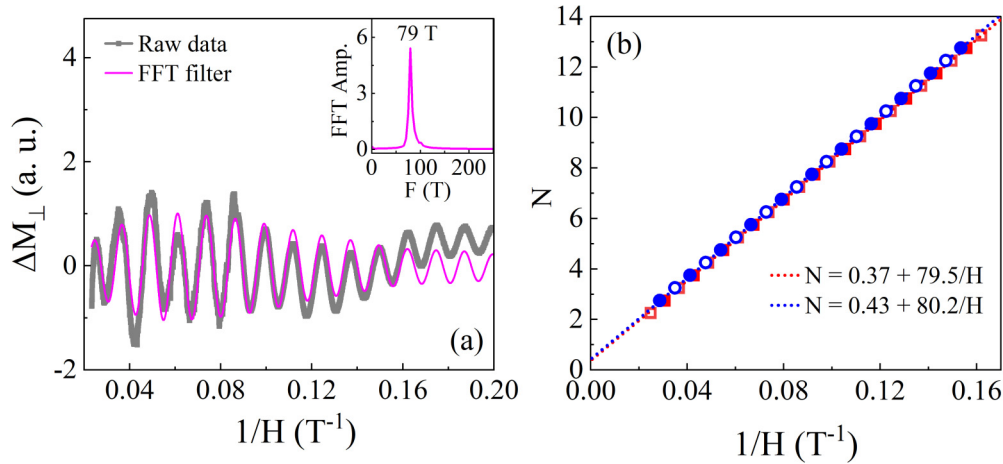 Raw data
FFT filter
79 T
FFT Amp.
6
3
0
0
100
200
F (T)
4
2
0
-2
ΔM⊥ (a. u.)
(a)
0.04
0.08
0.12
0.16
0.20
1/H (T⁻¹)
(b)
14
12
10
8
6
4
2
0
N
N = 0.37 + 79.5/H
N = 0.43 + 80.2/H
0.00
0.04
0.08
0.12
0.16
1/H (T⁻¹)